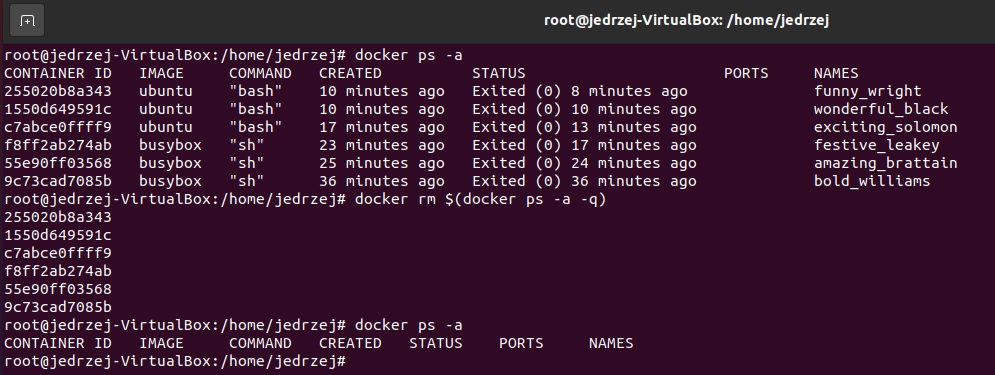 root@jedrzej-VirtualBox: /home/jedrzej
root@jedrzej-VirtualBox:/home/jedrzej# docker ps -a
CONTAINER ID   IMAGE     COMMAND   CREATED          STATUS                      PORTS     NAMES
255020b8a343   ubuntu    "bash"    10 minutes ago   Exited (0) 8 minutes ago              funny_wright
1550d649591c   ubuntu    "bash"    10 minutes ago   Exited (0) 10 minutes ago             wonderful_black
c7abce0ffff9   ubuntu    "bash"    17 minutes ago   Exited (0) 13 minutes ago             exciting_solomon
f8ff2ab274ab   busybox   "sh"      23 minutes ago   Exited (0) 17 minutes ago             festive_leakey
55e90ff03568   busybox   "sh"      25 minutes ago   Exited (0) 24 minutes ago             amazing_brattain
9c73cad7085b   busybox   "sh"      36 minutes ago   Exited (0) 36 minutes ago             bold_williams
root@jedrzej-VirtualBox:/home/jedrzej# docker rm $(docker ps -a -q)
255020b8a343
1550d649591c
c7abce0ffff9
f8ff2ab274ab
55e90ff03568
9c73cad7085b
root@jedrzej-VirtualBox:/home/jedrzej# docker ps -a
CONTAINER ID   IMAGE     COMMAND   CREATED   STATUS    PORTS     NAMES
root@jedrzej-VirtualBox:/home/jedrzej#